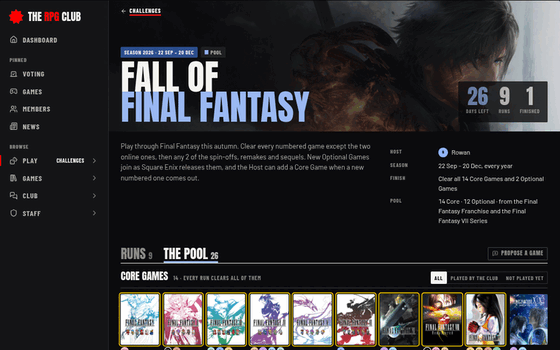 THE RPG CLUB
DASHBOARD
PINNED
VOTING
GAMES
MEMBERS
NEWS
BROWSE
PLAY CHALLENGES
GAMES
CLUB
STAFF
← CHALLENGES
SEASON 2026 · 22 SEP – 20 DEC
POOL
FALL OF
FINAL FANTASY
26 9 1
DAYS LEFT RUNS FINISHED
Play through Final Fantasy this autumn. Clear every numbered game except the two
online ones, then any 2 of the spin-offs, remakes and sequels. New Optional Games
join as Square Enix releases them, and the Host can add a Core Game when a new
numbered one comes out.
HOST Rowan
SEASON 22 Sep – 20 Dec, every year
FINISH Clear all 14 Core Games and 2 Optional
Games
POOL 14 Core · 12 Optional · from the Final
Fantasy Franchise and the Final
Fantasy VII Series
RUNS 9 THE POOL 26
PROPOSE A GAME
CORE GAMES 14 · EVERY RUN CLEARS ALL OF THEM
ALL PLAYED BY THE CLUB NOT PLAYED YET